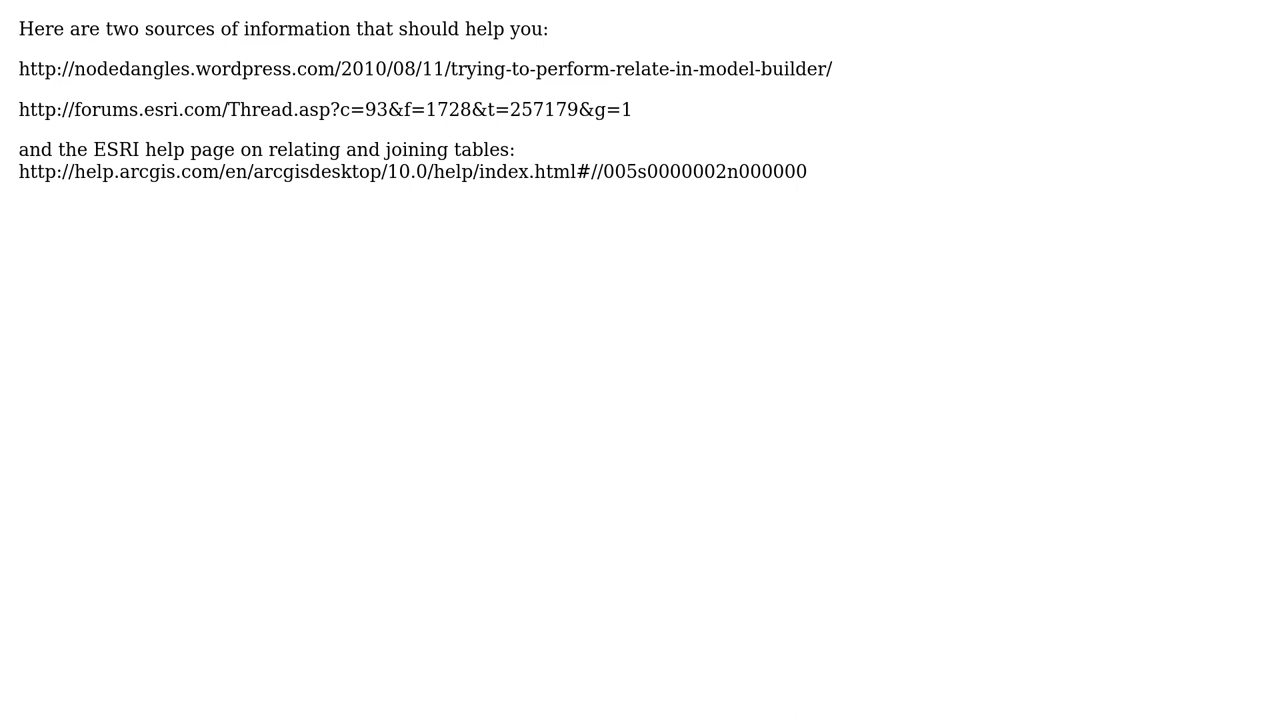 Here are two sources of information that should help you:
http://nodedangles.wordpress.com/2010/08/11/trying-to-perform-relate-in-model-builder/
http://forums.esri.com/Thread.asp?c=93&f=1728&t=257179&g=1
and the ESRI help page on relating and joining tables:
http://help.arcgis.com/en/arcgisdesktop/10.0/help/index.html#//005s0000002n000000